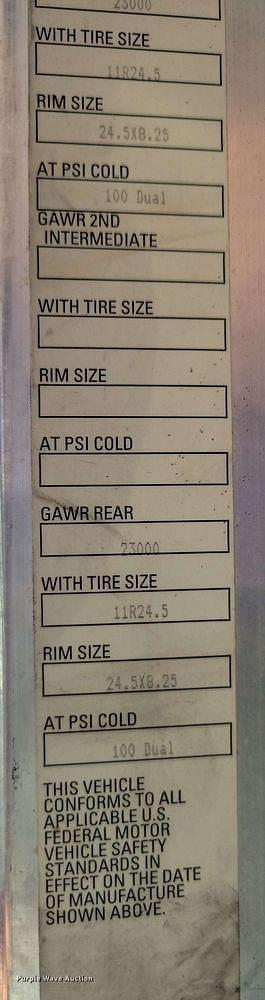 23000
WITH TIRE SIZE
11R24.5
RIM SIZE
24.5X8.25
AT PSI COLD
100 Dual
GAWR 2ND
INTERMEDIATE
WITH TIRE SIZE
RIM SIZE
AT PSI COLD
GAWR REAR
23000
WITH TIRE SIZE
11R24.5
RIM SIZE
24.5X8.25
AT PSI COLD
100 Dual
THIS VEHICLE
CONFORMS TO ALL
APPLICABLE U.S.
FEDERAL MOTOR
VEHICLE SAFETY
STANDARDS IN
EFFECT ON THE DATE
OF MANUFACTURE
SHOWN ABOVE.
Purple Wave Auction